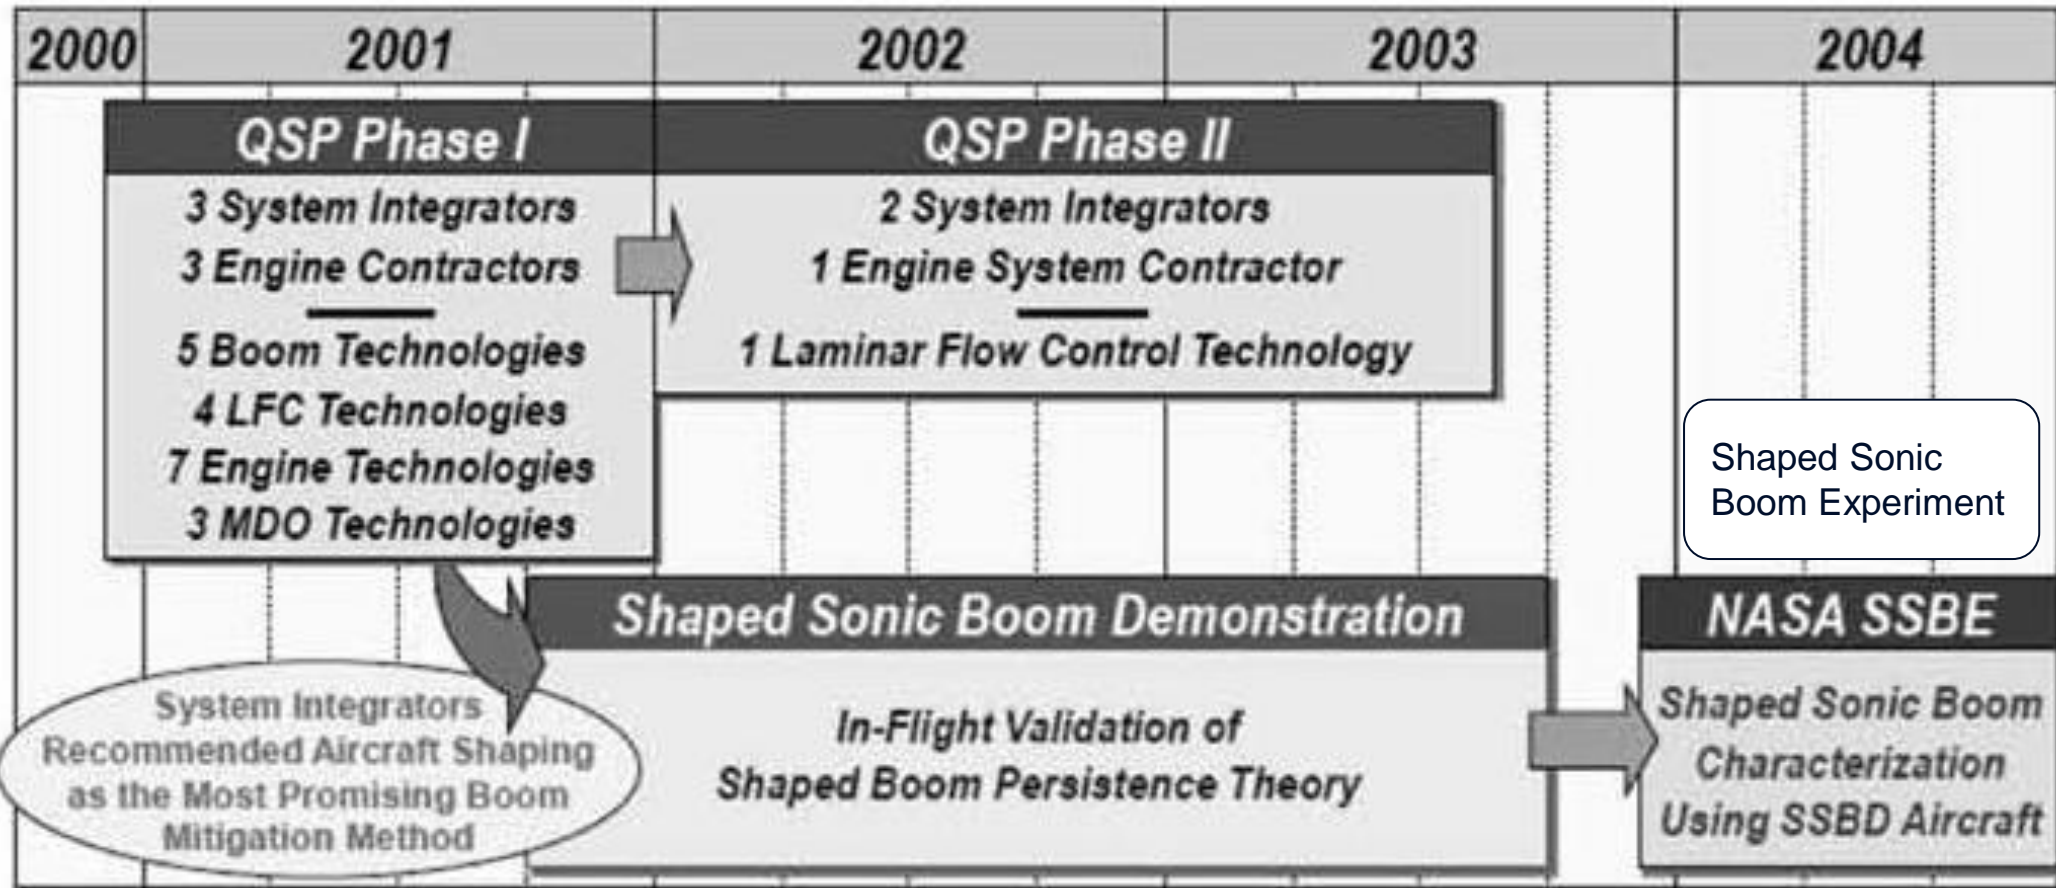 2000 2001 2002 2003 2004
QSP Phase I
3 System Integrators
3 Engine Contractors
5 Boom Technologies
4 LFC Technologies
7 Engine Technologies
3 MDO Technologies
QSP Phase II
2 System Integrators
1 Engine System Contractor
1 Laminar Flow Control Technology
Shaped Sonic
Boom Experiment
System Integrators
Recommended Aircraft Shaping
as the Most Promising Boom
Mitigation Method
Shaped Sonic Boom Demonstration
In-Flight Validation of
Shaped Boom Persistence Theory
NASA SSBE
Shaped Sonic Boom
Characterization
Using SSBD Aircraft